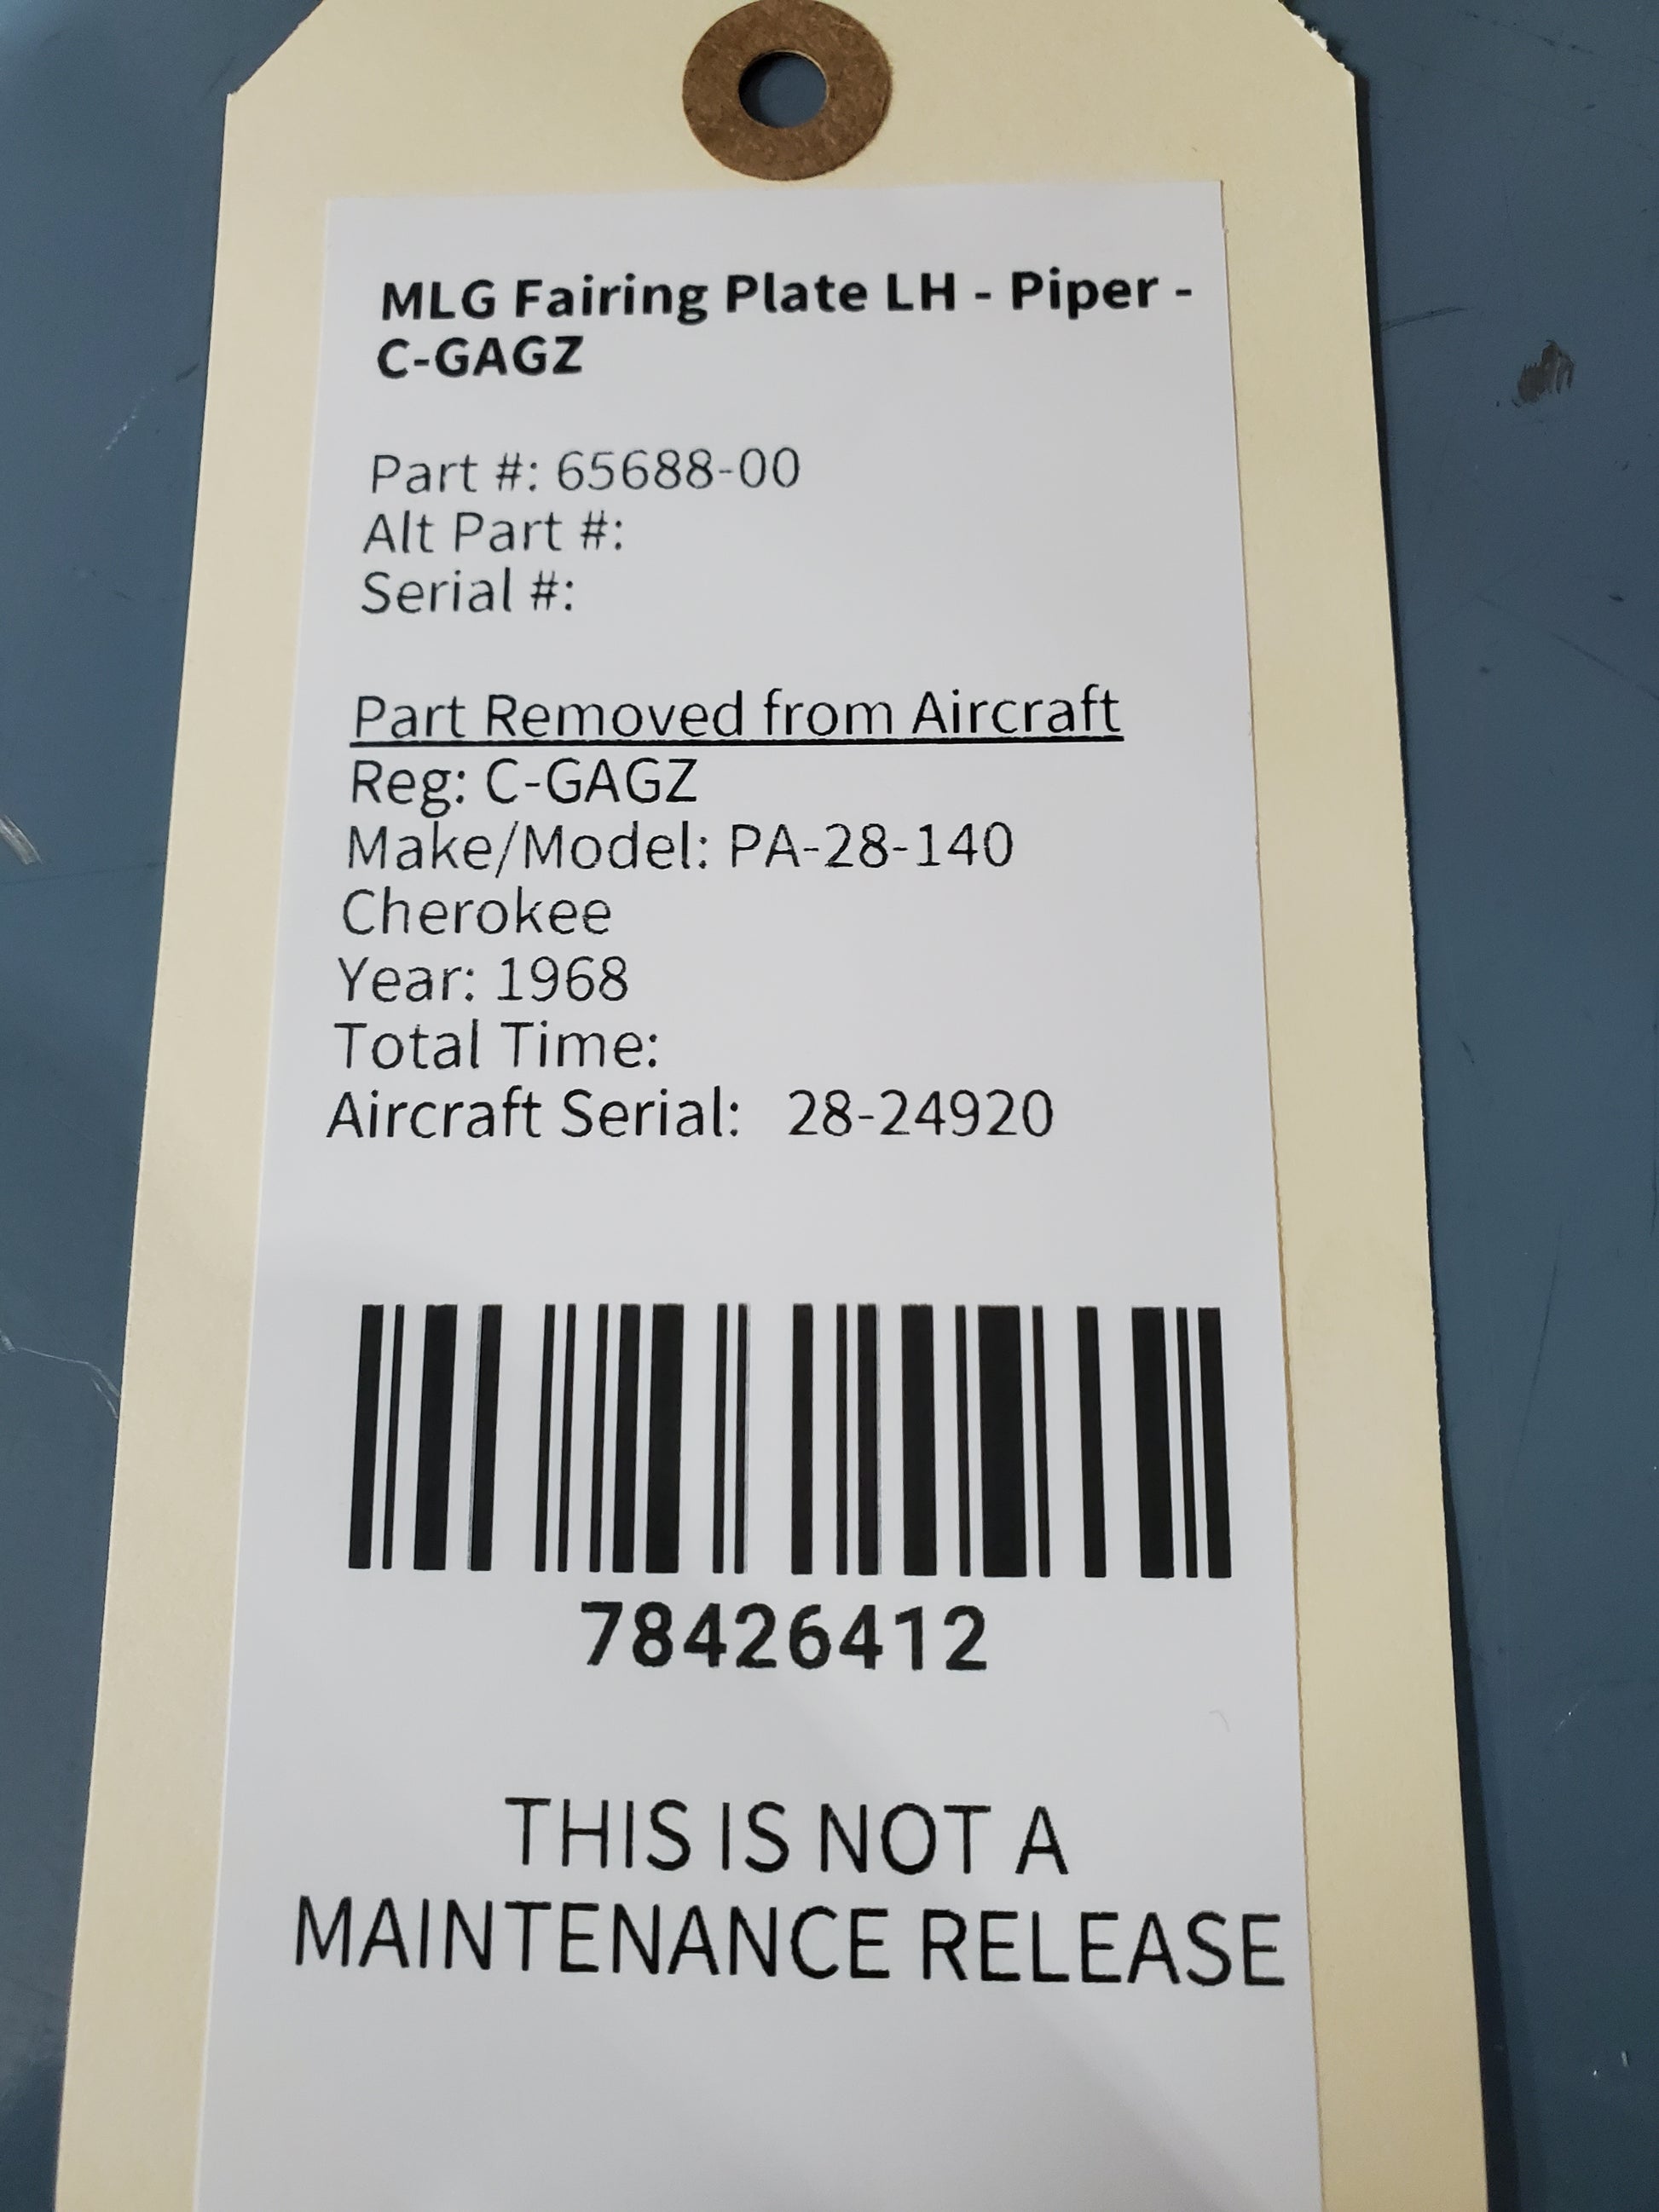 MLG Fairing Plate LH - Piper -
C-GAGZ
Part #: 65688-00
Alt Part #:
Serial #:
Part Removed from Aircraft
Reg: C-GAGZ
Make/Model: PA-28-140
Cherokee
Year: 1968
Total Time:
Aircraft Serial: 28-24920
78426412
THIS IS NOT A
MAINTENANCE RELEASE